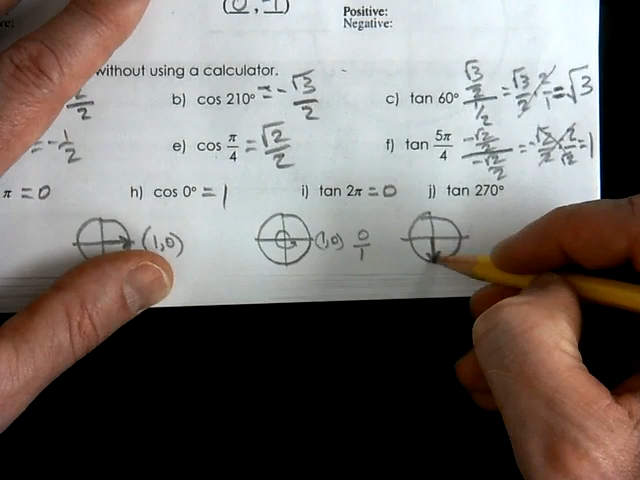 (0, -1)
Positive:
Negative:
without using a calculator.
b) cos 210° = -√3/2
c) tan 60° (√3/2)/(1/2) = √3/2 × 2/1 = √3
= -1/2
e) cos π/4 = √2/2
f) tan 5π/4 (-√2/2)/(-√2/2) = -√2/2 × 2/√2 = 1
π = 0
h) cos 0° = 1
i) tan 2π = 0
j) tan 270°
(1,0)
(1,0) 0/1